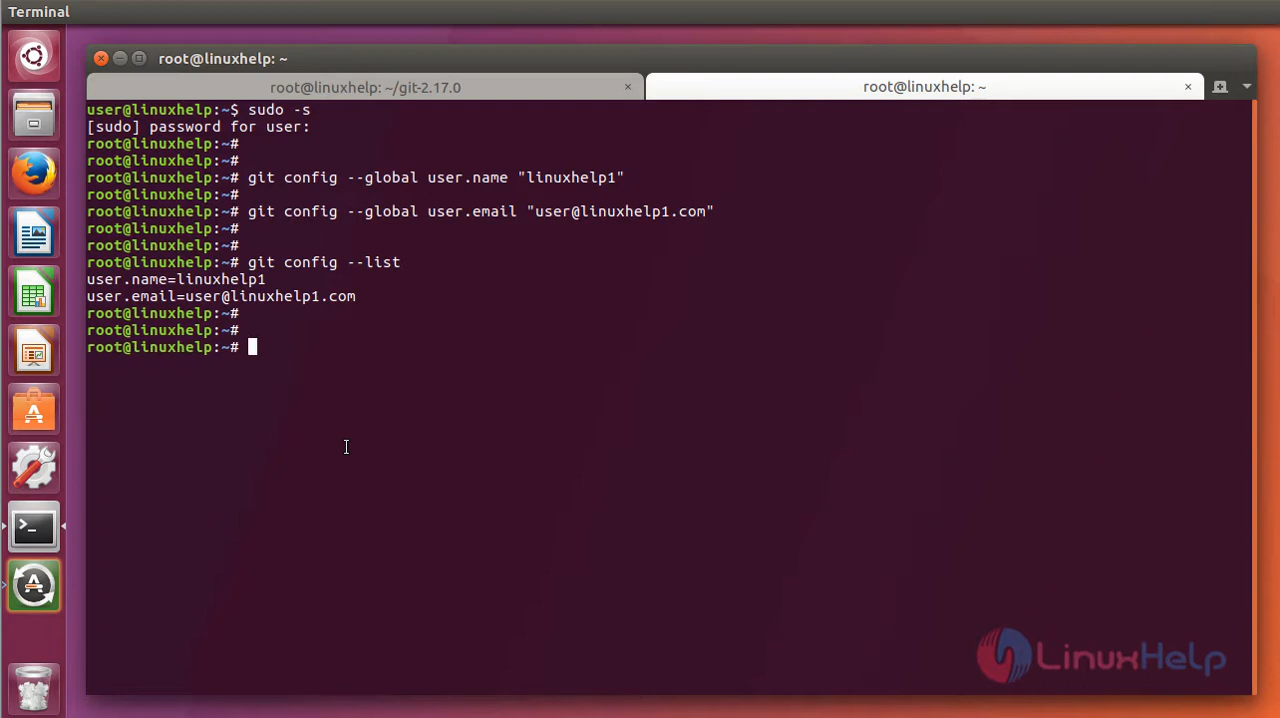 Terminal
root@linuxhelp: ~
root@linuxhelp: ~/git-2.17.0 × root@linuxhelp: ~ ×
user@linuxhelp:~$ sudo -s
[sudo] password for user:
root@linuxhelp:~#
root@linuxhelp:~#
root@linuxhelp:~# git config --global user.name "linuxhelp1"
root@linuxhelp:~#
root@linuxhelp:~# git config --global user.email "user@linuxhelp1.com"
root@linuxhelp:~#
root@linuxhelp:~#
root@linuxhelp:~# git config --list
user.name=linuxhelp1
user.email=user@linuxhelp1.com
root@linuxhelp:~#
root@linuxhelp:~#
root@linuxhelp:~#
LinuxHelp